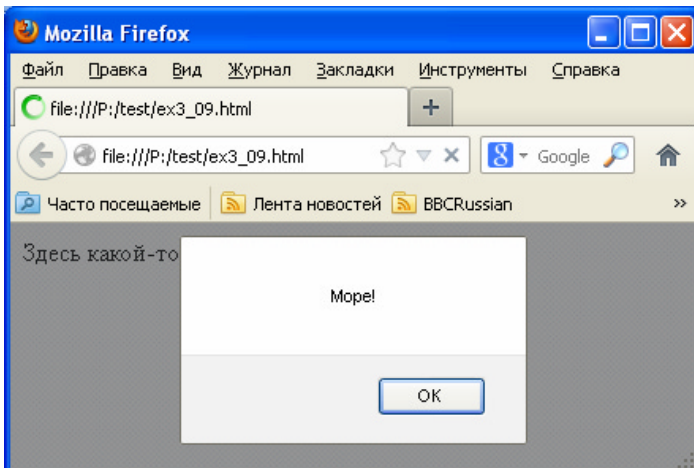 Mozilla Firefox
Файл Правка Вид Журнал Закладки Инструменты Справка
file:///P:/test/ex3_09.html +
file:///P:/test/ex3_09.html 8 Google
Часто посещаемые Лента новостей BBCRussian »
Здесь какой-то
Море!
OK